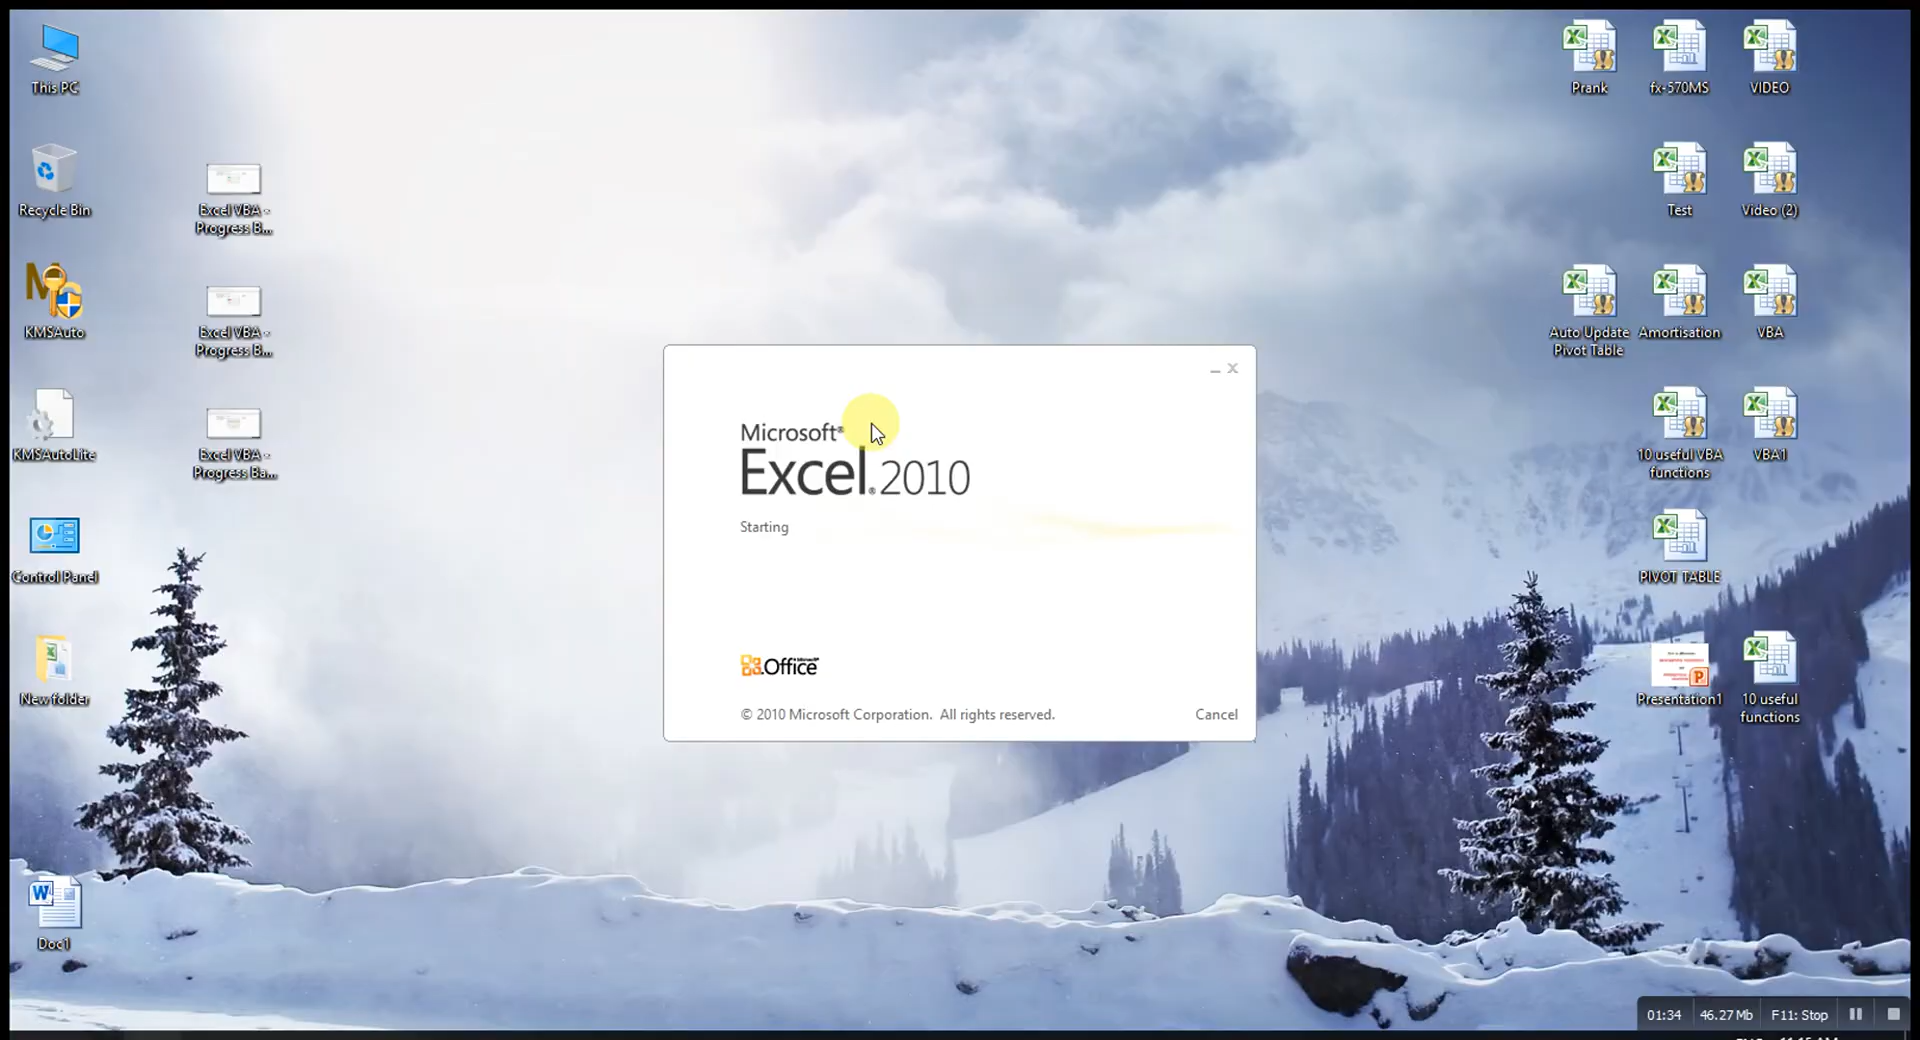 This PC
Recycle Bin
KMSAuto
KMSAutoLite
Control Panel
New folder
Doc1
Excel VBA -
Progress B...
Excel VBA -
Progress B...
Excel VBA -
Progress Ba...
Microsoft®
Excel® 2010
Starting
Microsoft®
Office
© 2010 Microsoft Corporation. All rights reserved.
Cancel
Prank
fx-570MS
VIDEO
Test
Video (2)
Auto Update
Pivot Table
Amortisation
VBA
10 useful VBA
functions
VBA1
PIVOT TABLE
Presentation1
10 useful
functions
01:34
46.27 Mb
F11: Stop